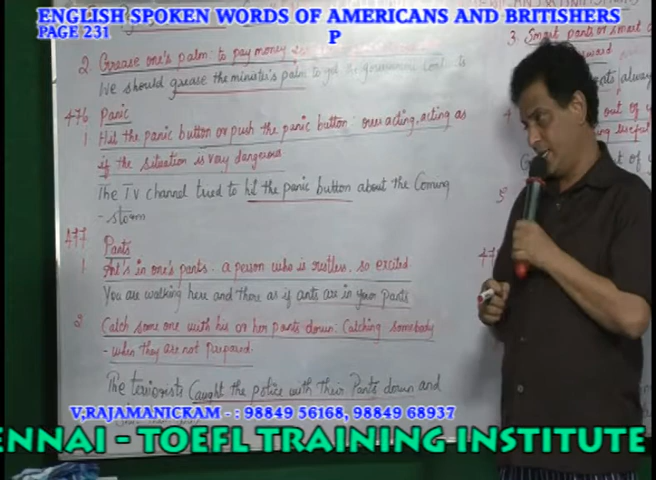 ENGLISH SPOKEN WORDS OF AMERICANS AND BRITISHERS
PAGE 231
P
2. Grease one's palm: to pay money
We should grease the minister's palm to get
476 Panic
1 Hit the panic button or push the panic button: over acting, acting as
if the situation is very dangerous
The TV channel tried to hit the panic button about the Coming
- storm
477
Pants
1 Ant's in one's pants. a person who is restless, so excited
You are walking here and there as if ants are in your pants
2 Catch some one with his or her pants down: Catching somebody
- when they are not prepared.
The terrorists Caught the police with their Pants down and
3. Smart pants or smart
out of
V,RAJAMANICKAM - : 98849 56168, 98849 68937
ENNAI - TOEFL TRAINING INSTITUTE